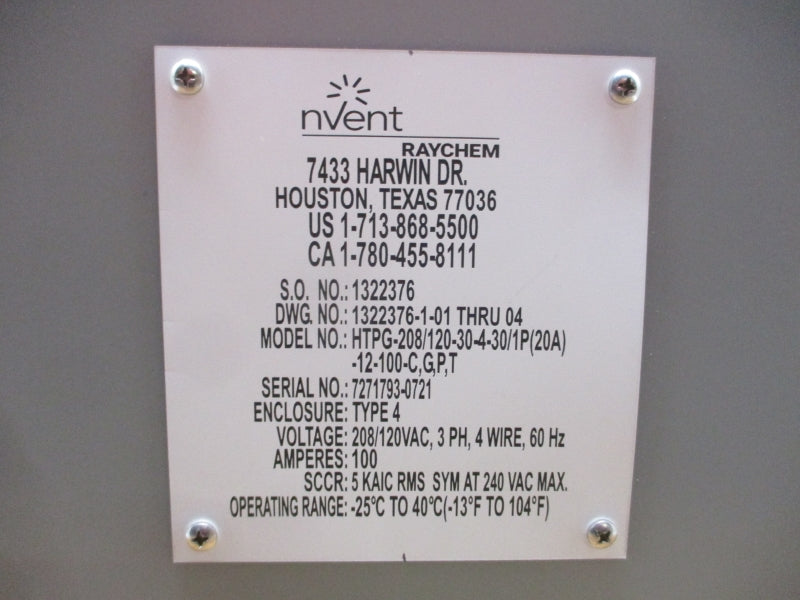 nVent
RAYCHEM
7433 HARWIN DR.
HOUSTON, TEXAS 77036
US 1-713-868-5500
CA 1-780-455-8111
S.O. NO.: 1322376
DWG. NO.: 1322376-1-01 THRU 04
MODEL NO.: HTPG-208/120-30-4-30/1P(20A)
-12-100-C,G,P,T
SERIAL NO.: 7271793-0721
ENCLOSURE: TYPE 4
VOLTAGE: 208/120VAC, 3 PH, 4 WIRE, 60 Hz
AMPERES: 100
SCCR: 5 KAIC RMS SYM AT 240 VAC MAX.
OPERATING RANGE: -25°C TO 40°C(-13°F TO 104°F)